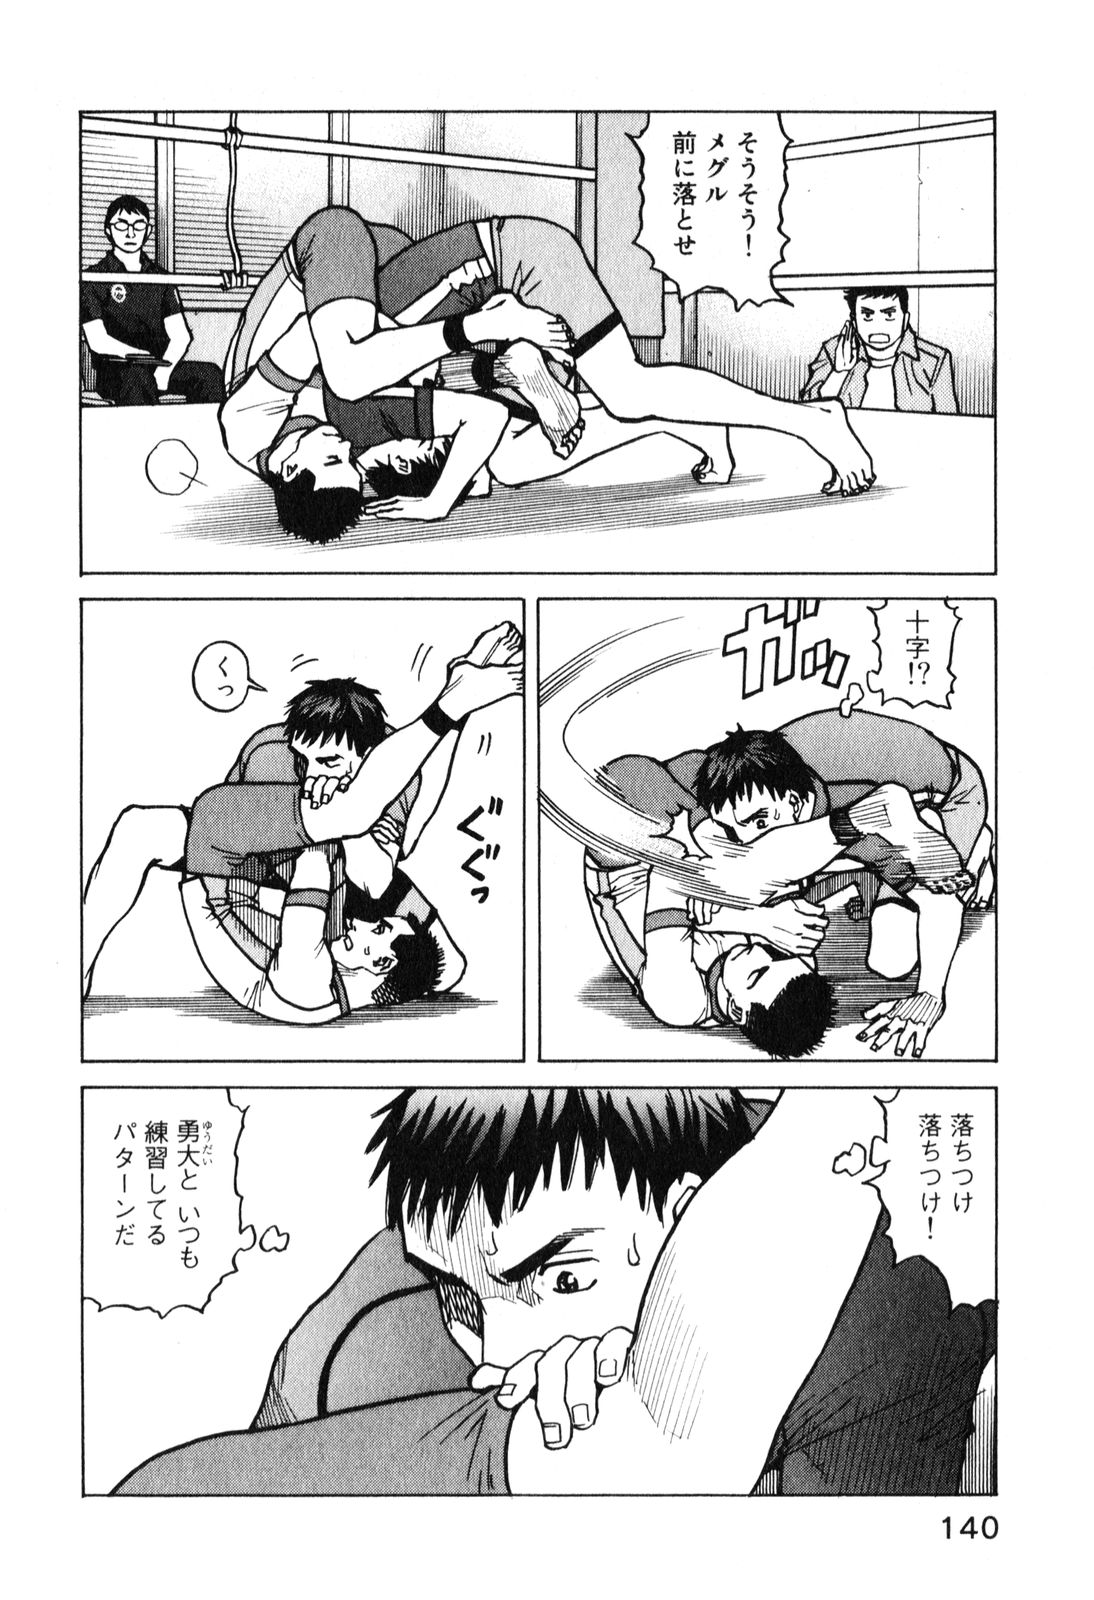 そうそう！
メグル
前に落とせ
十字!?
ガッ
くっ
ぐぐっ
落ちつけ
落ちつけ！
勇大と いつも
ゆうだい
練習してる
パターンだ
140